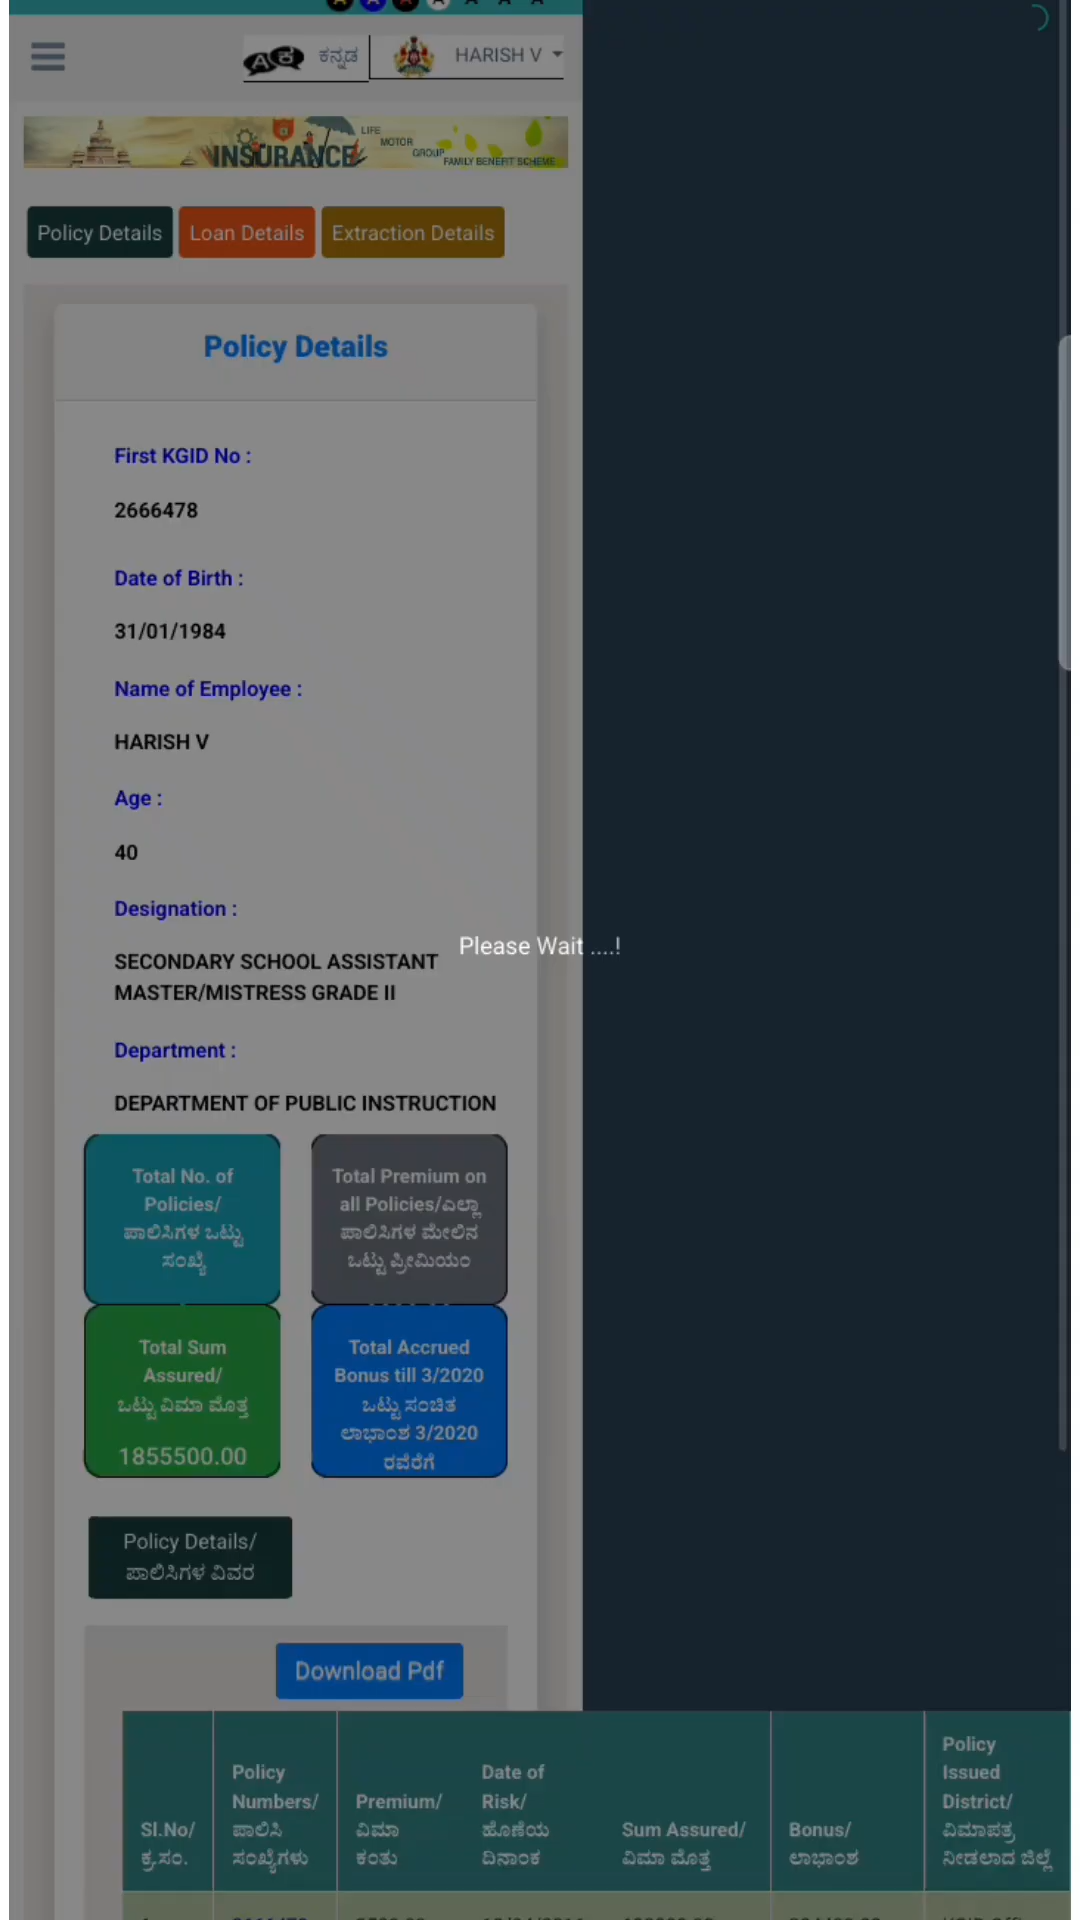 ಕನ್ನಡ
HARISH V
INSURANCE
LIFE
MOTOR
GROUP
FAMILY BENEFIT SCHEME
Policy Details
Loan Details
Extraction Details
Policy Details
First KGID No :
2666478
Date of Birth :
31/01/1984
Name of Employee :
HARISH V
Age :
40
Designation :
Please Wait ....!
SECONDARY SCHOOL ASSISTANT
MASTER/MISTRESS GRADE II
Department :
DEPARTMENT OF PUBLIC INSTRUCTION
Total No. of
Policies/
ಪಾಲಿಸಿಗಳ ಒಟ್ಟು
ಸಂಖ್ಯೆ
Total Premium on
all Policies/ಎಲ್ಲಾ
ಪಾಲಿಸಿಗಳ ಮೇಲಿನ
ಒಟ್ಟು ಪ್ರೀಮಿಯಂ
Total Sum
Assured/
ಒಟ್ಟು ವಿಮಾ ಮೊತ್ತ
1855500.00
Total Accrued
Bonus till 3/2020
ಒಟ್ಟು ಸಂಚಿತ
ಲಾಭಾಂಶ 3/2020
ರವರೆಗೆ
Policy Details/
ಪಾಲಿಸಿಗಳ ವಿವರ
Download Pdf
Sl.No/
ಕ್ರ.ಸಂ.
Policy
Numbers/
ಪಾಲಿಸಿ
ಸಂಖ್ಯೆಗಳು
Premium/
ವಿಮಾ
ಕಂತು
Date of
Risk/
ಹೊಣೆಯ
ದಿನಾಂಕ
Sum Assured/
ವಿಮಾ ಮೊತ್ತ
Bonus/
ಲಾಭಾಂಶ
Policy
Issued
District/
ವಿಮಾಪತ್ರ
ನೀಡಲಾದ ಜಿಲ್ಲೆ